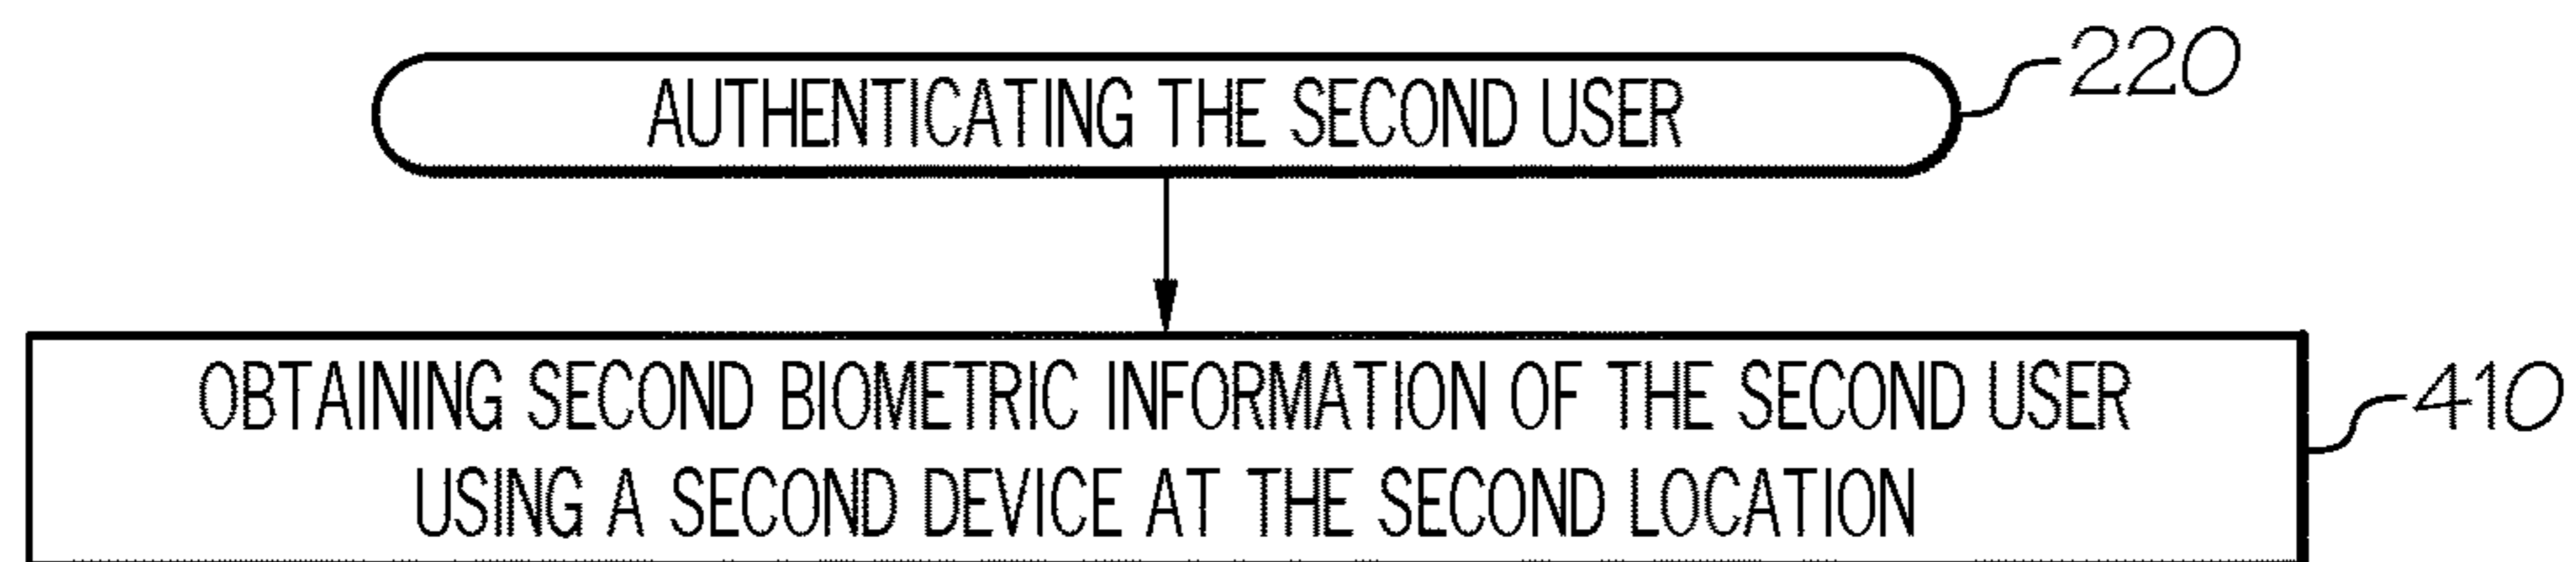 AUTHENTICATING THE SECOND USER
220
OBTAINING SECOND BIOMETRIC INFORMATION OF THE SECOND USER
USING A SECOND DEVICE AT THE SECOND LOCATION
410